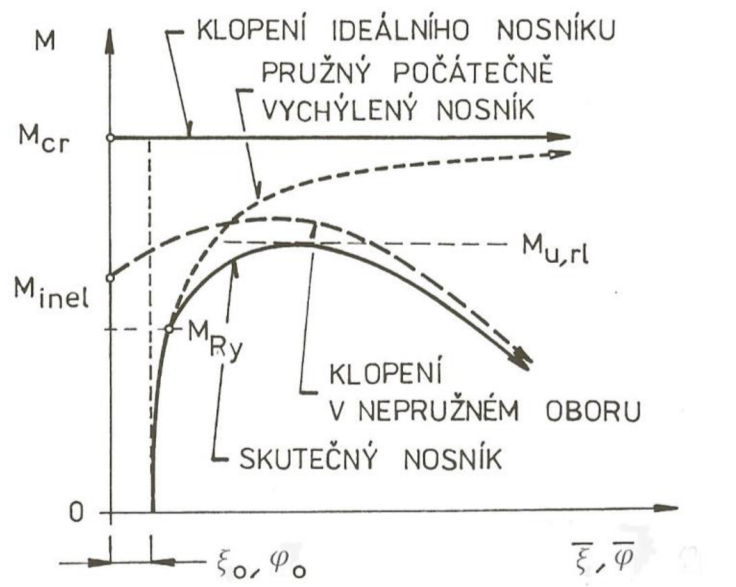 M
KLOPENÍ IDEÁLNÍHO NOSNÍKU
PRUŽNÝ POČÁTEČNĚ
VYCHÝLENÝ NOSNÍK
Mcr
Mu,rl
Minel
MRy
KLOPENÍ
V NEPRUŽNÉM OBORU
SKUTEČNÝ NOSNÍK
0
ξo, φo
ξ̅, φ̅